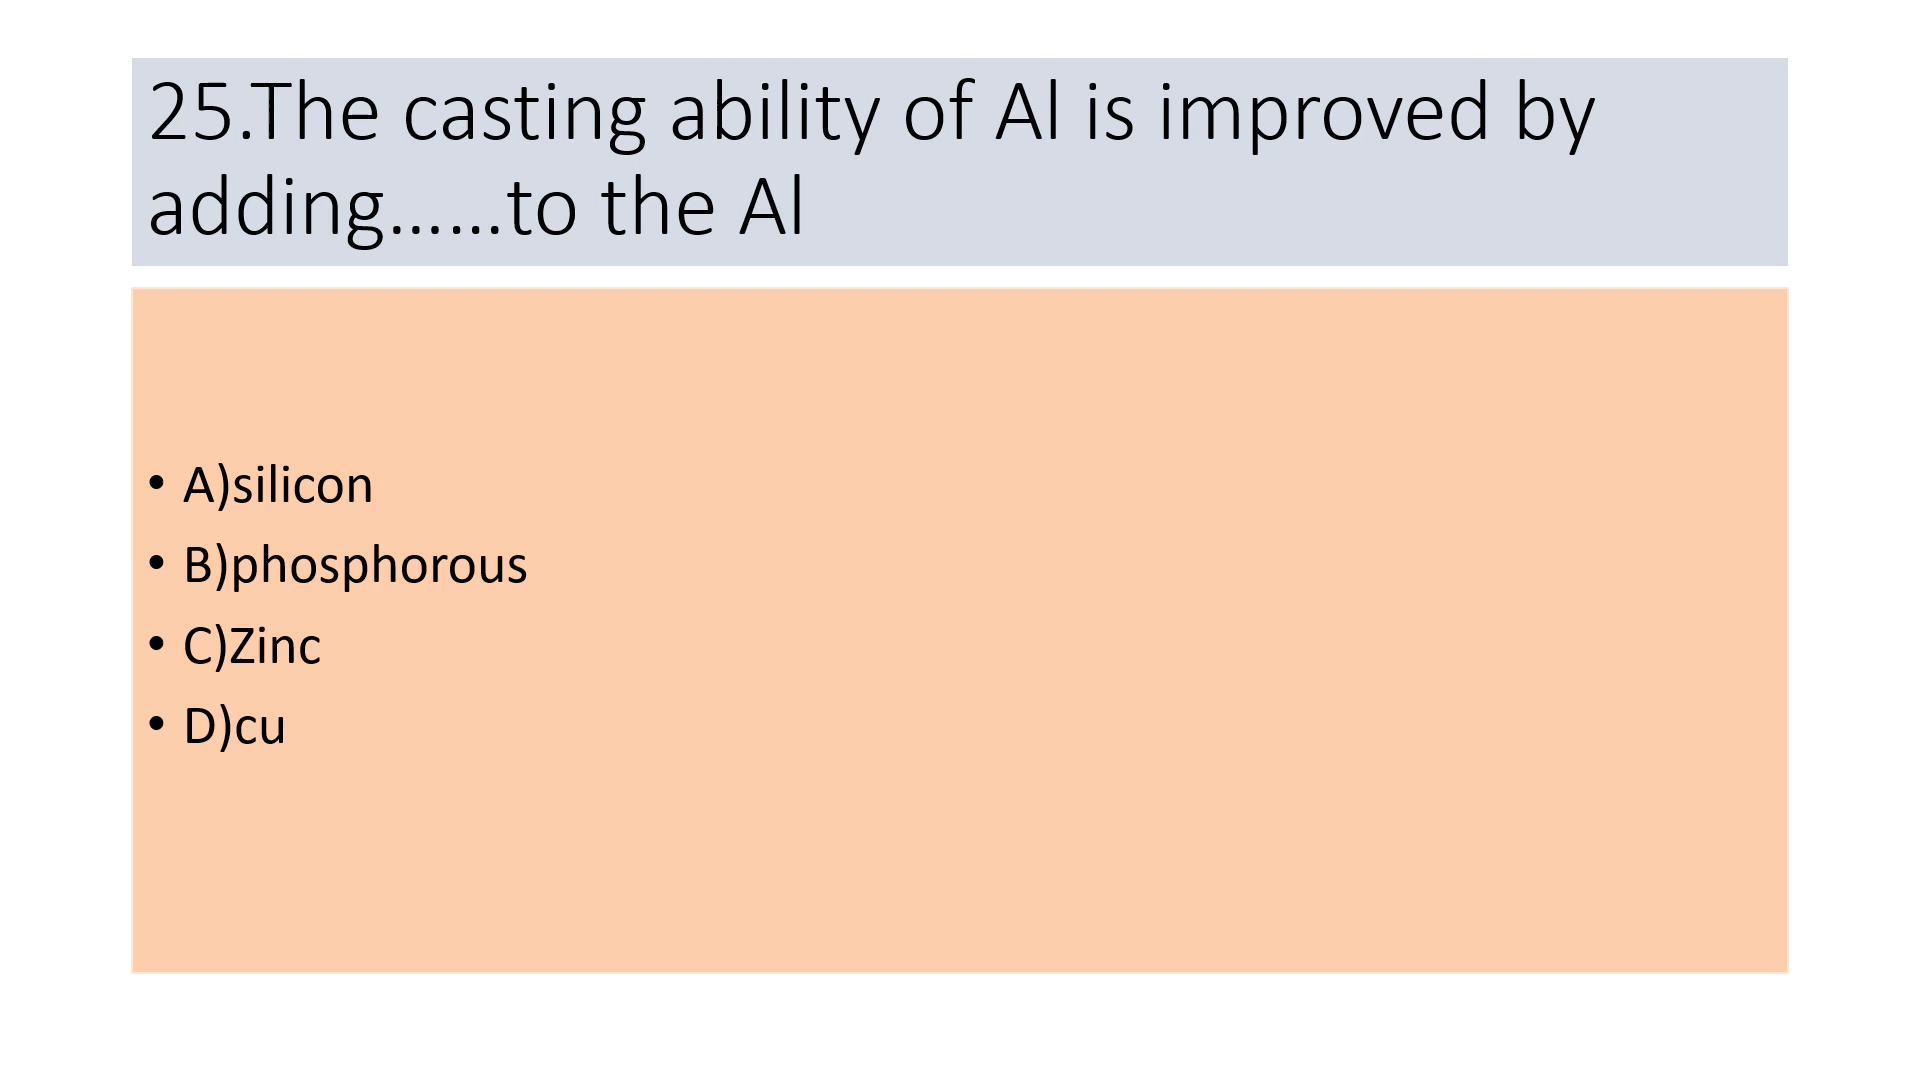 25.The casting ability of Al is improved by
adding……to the Al
• A)silicon
• B)phosphorous
• C)Zinc
• D)cu